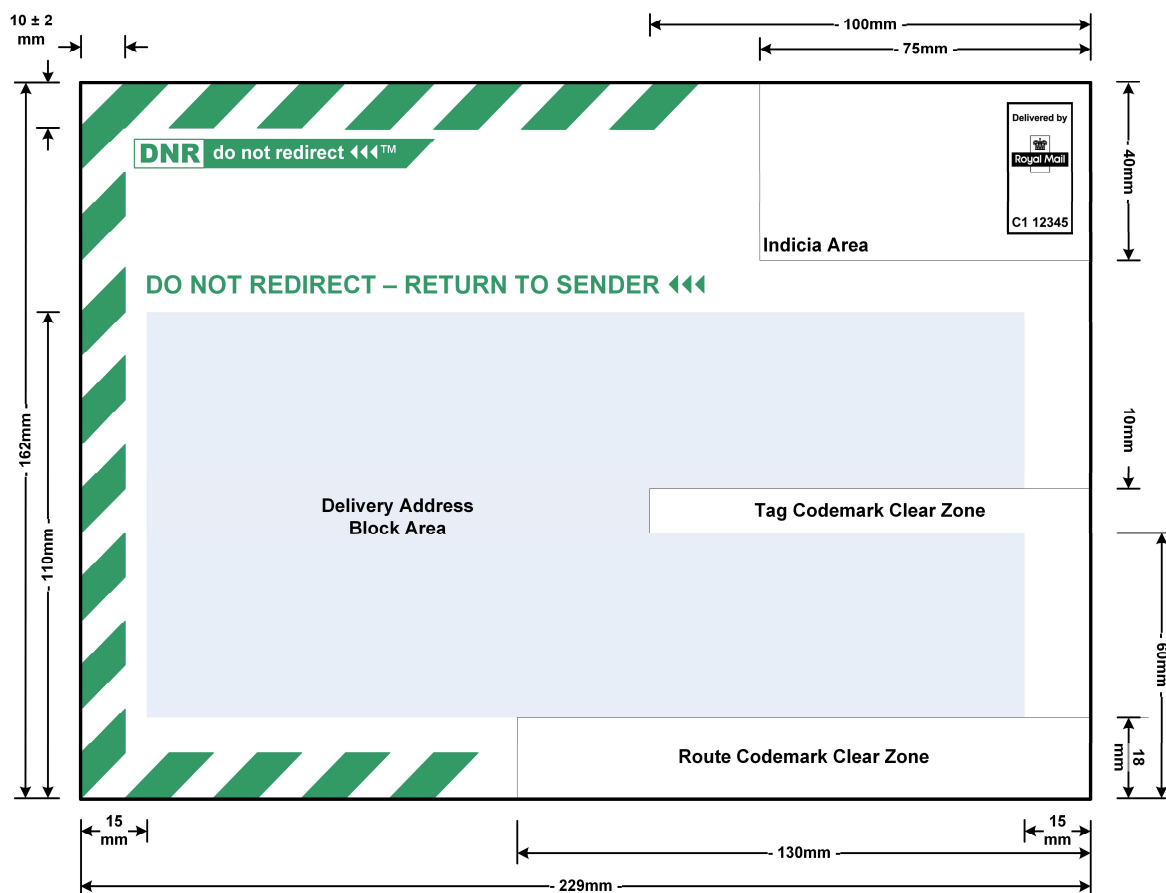 10 ± 2
mm
- 100mm -
- 75mm -
Delivered by
Royal Mail
C1 12345
DNR do not redirect ™
- 40mm -
Indicia Area
DO NOT REDIRECT – RETURN TO SENDER
- 162mm -
- 110mm -
10mm
Delivery Address
Block Area
Tag Codemark Clear Zone
- 60mm -
Route Codemark Clear Zone
18
mm
15
mm
15
mm
- 130mm -
- 229mm -